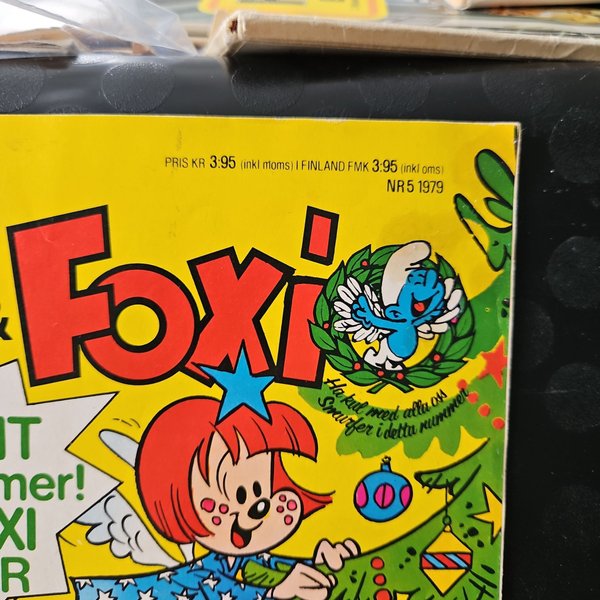 PRIS KR 3:95 (inkl moms) I FINLAND FMK 3:95 (inkl oms)
NR 5 1979
& FOXi
Ha kul med alla oss
Smurfer i detta nummer
IT
mer!
XI
R